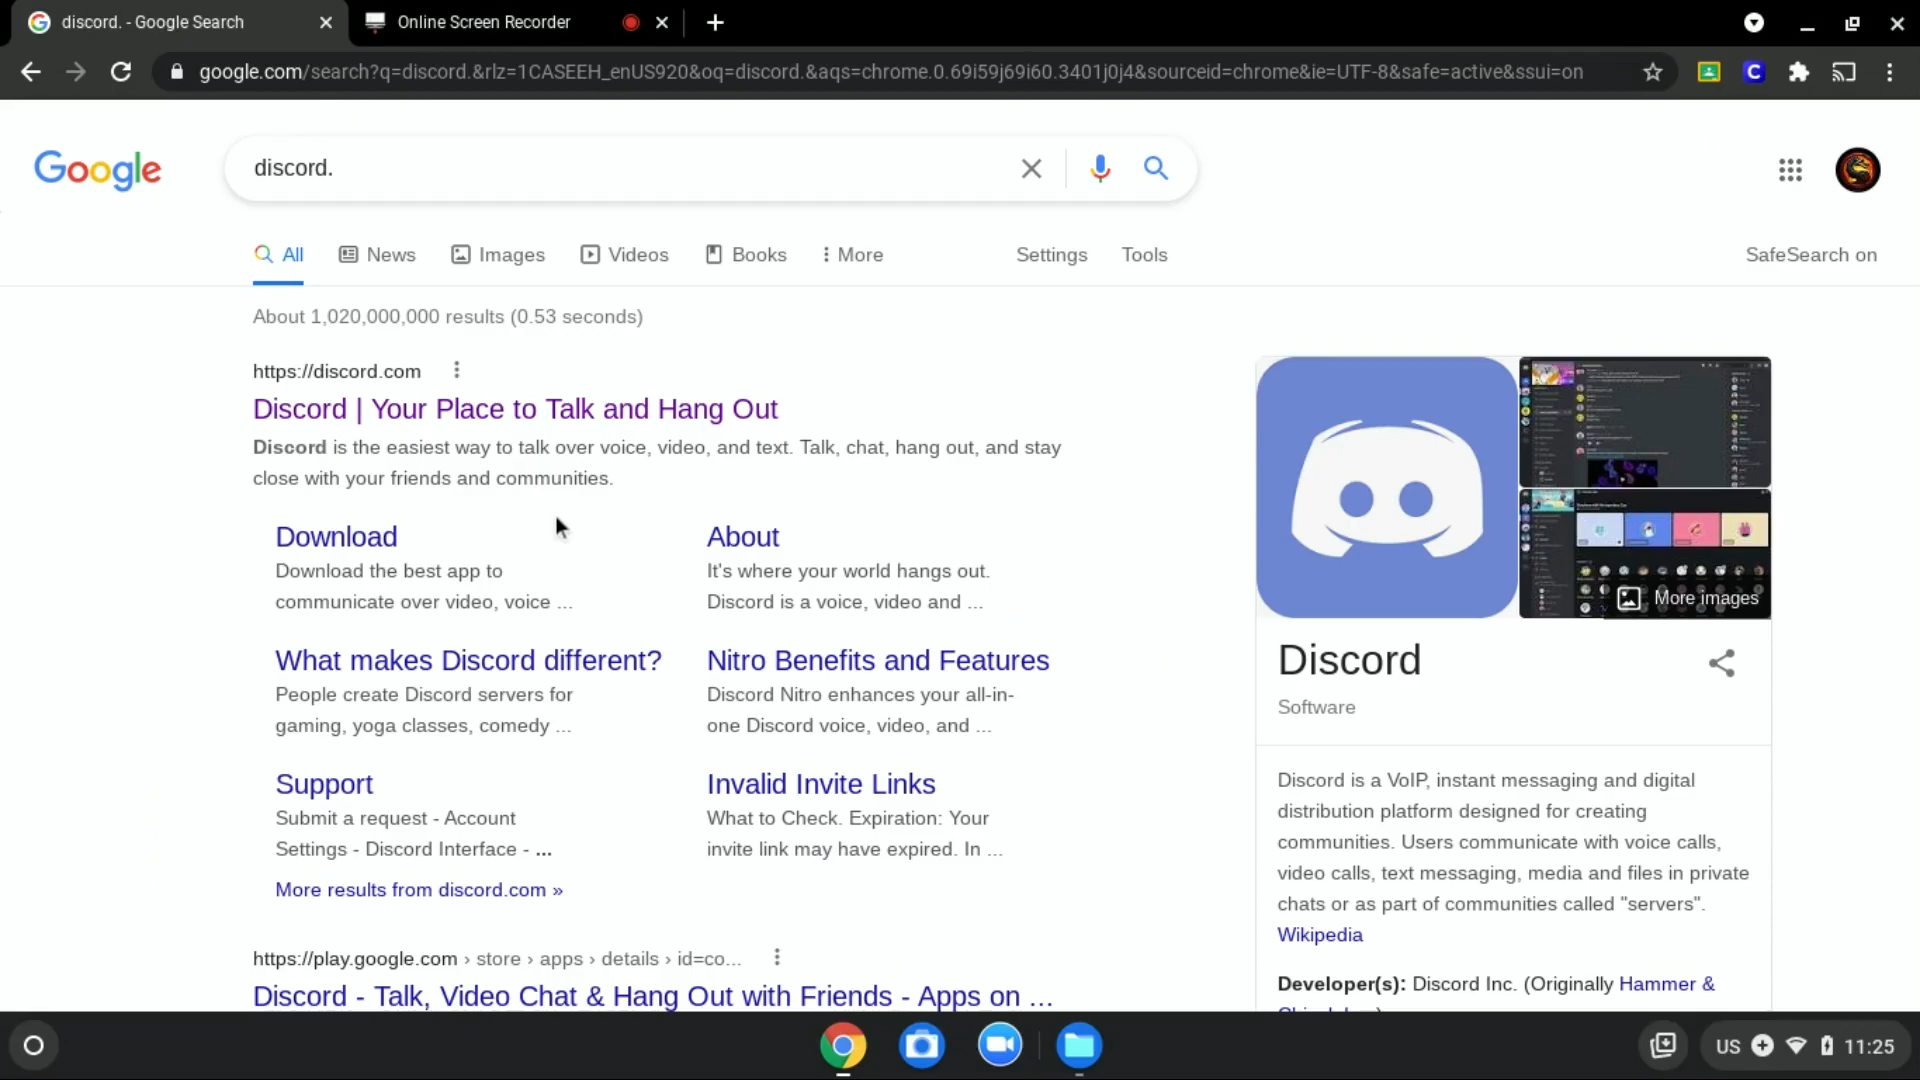 discord. - Google Search
Online Screen Recorder
google.com/search?q=discord.&rlz=1CASEEH_enUS920&oq=discord.&aqs=chrome.0.69i59j69i60.3401j0j4&sourceid=chrome&ie=UTF-8&safe=active&ssui=on
C
Google
discord.
All
News
Images
Videos
Books
More
Settings
Tools
SafeSearch on
About 1,020,000,000 results (0.53 seconds)
https://discord.com
Discord | Your Place to Talk and Hang Out
Discord is the easiest way to talk over voice, video, and text. Talk, chat, hang out, and stay
close with your friends and communities.
Download
Download the best app to
communicate over video, voice ...
About
It's where your world hangs out.
Discord is a voice, video and ...
What makes Discord different?
People create Discord servers for
gaming, yoga classes, comedy ...
Nitro Benefits and Features
Discord Nitro enhances your all-in-
one Discord voice, video, and ...
Support
Submit a request - Account
Settings - Discord Interface - ...
Invalid Invite Links
What to Check. Expiration: Your
invite link may have expired. In ...
More results from discord.com »
https://play.google.com › store › apps › details › id=co...
Discord - Talk, Video Chat & Hang Out with Friends - Apps on ...
More images
Discord
Software
Discord is a VoIP, instant messaging and digital
distribution platform designed for creating
communities. Users communicate with voice calls,
video calls, text messaging, media and files in private
chats or as part of communities called "servers".
Wikipedia
Developer(s): Discord Inc. (Originally Hammer &
US
11:25